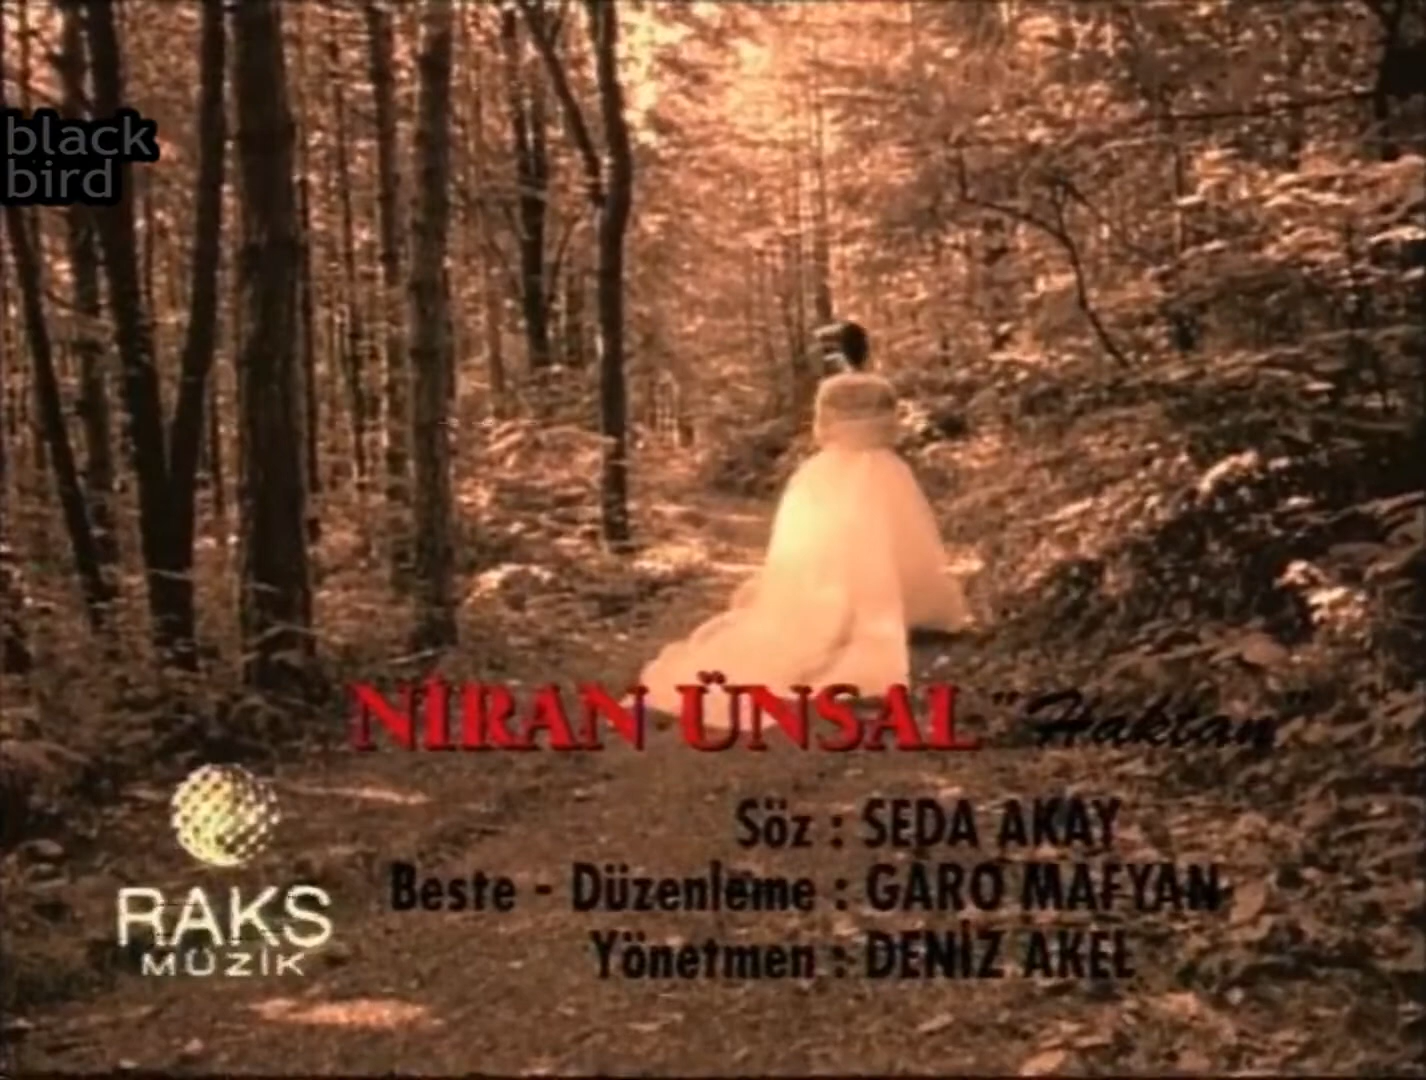 black
bird
NİRAN ÜNSAL "Haktan"
Söz : SEDA AKAY
Beste - Düzenleme : GARO MAFYAN
Yönetmen : DENİZ AKEL
RAKS
MÜZİK